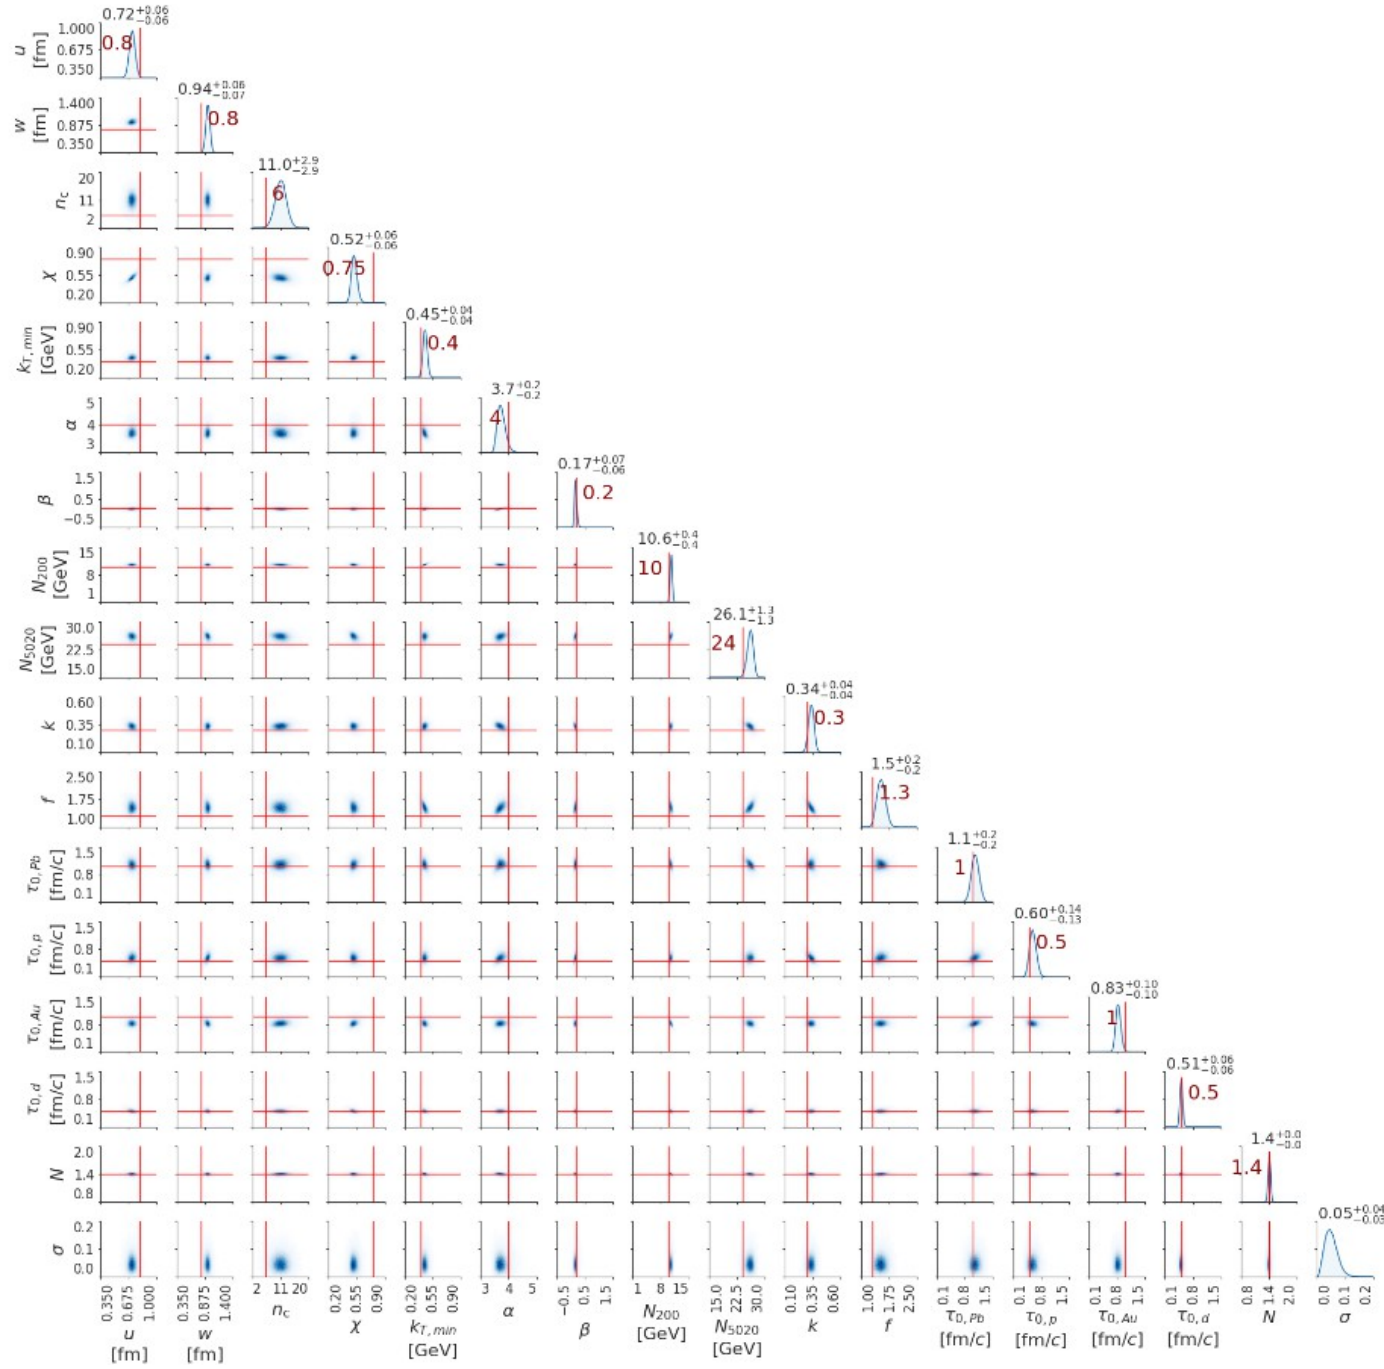 0.72+0.06−0.06
u
[fm]
1.000
0.675
0.350
0.8
0.94+0.06−0.07
w
[fm]
1.400
0.875
0.350
0.8
11.0+2.9−2.9
nc
20
11
2
6
0.52+0.06−0.06
χ
0.90
0.55
0.20
0.75
0.45+0.04−0.04
kT,min
[GeV]
0.90
0.55
0.20
0.4
3.7+0.2−0.2
α
5
4
3
4
0.17+0.07−0.06
β
1.5
0.5
−0.5
0.2
10.6+0.4−0.4
N200
[GeV]
15
8
1
10
26.1+1.3−1.3
N5020
[GeV]
30.0
22.5
15.0
24
0.34+0.04−0.04
k
0.60
0.35
0.10
0.3
1.5+0.2−0.2
f
2.50
1.75
1.00
1.3
1.1+0.2−0.2
τ0,Pb
[fm/c]
1.5
0.8
0.1
1
0.60+0.14−0.13
τ0,p
[fm/c]
1.5
0.8
0.1
0.5
0.83+0.10−0.10
τ0,Au
[fm/c]
1.5
0.8
0.1
1
0.51+0.06−0.06
τ0,d
[fm/c]
1.5
0.8
0.1
0.5
1.4+0.0−0.0
N
2.0
1.4
0.8
1.4
0.05+0.04−0.03
σ
0.2
0.1
0.0
0.350 0.675 1.000
u
[fm]
0.350 0.875 1.400
w
[fm]
2 11 20
nc
0.20 0.55 0.90
χ
0.20 0.55 0.90
kT,min
[GeV]
3 4 5
α
0.5 1.5
β
1 8 15
N200
[GeV]
15.0 22.5 30.0
N5020
[GeV]
0.10 0.35 0.60
k
1.00 1.75 2.50
f
0.1 0.8 1.5
τ0,Pb
[fm/c]
0.1 0.8 1.5
τ0,p
[fm/c]
0.1 0.8 1.5
τ0,Au
[fm/c]
0.1 0.8 1.5
τ0,d
[fm/c]
0.8 1.4 2.0
N
0.0 0.1 0.2
σ